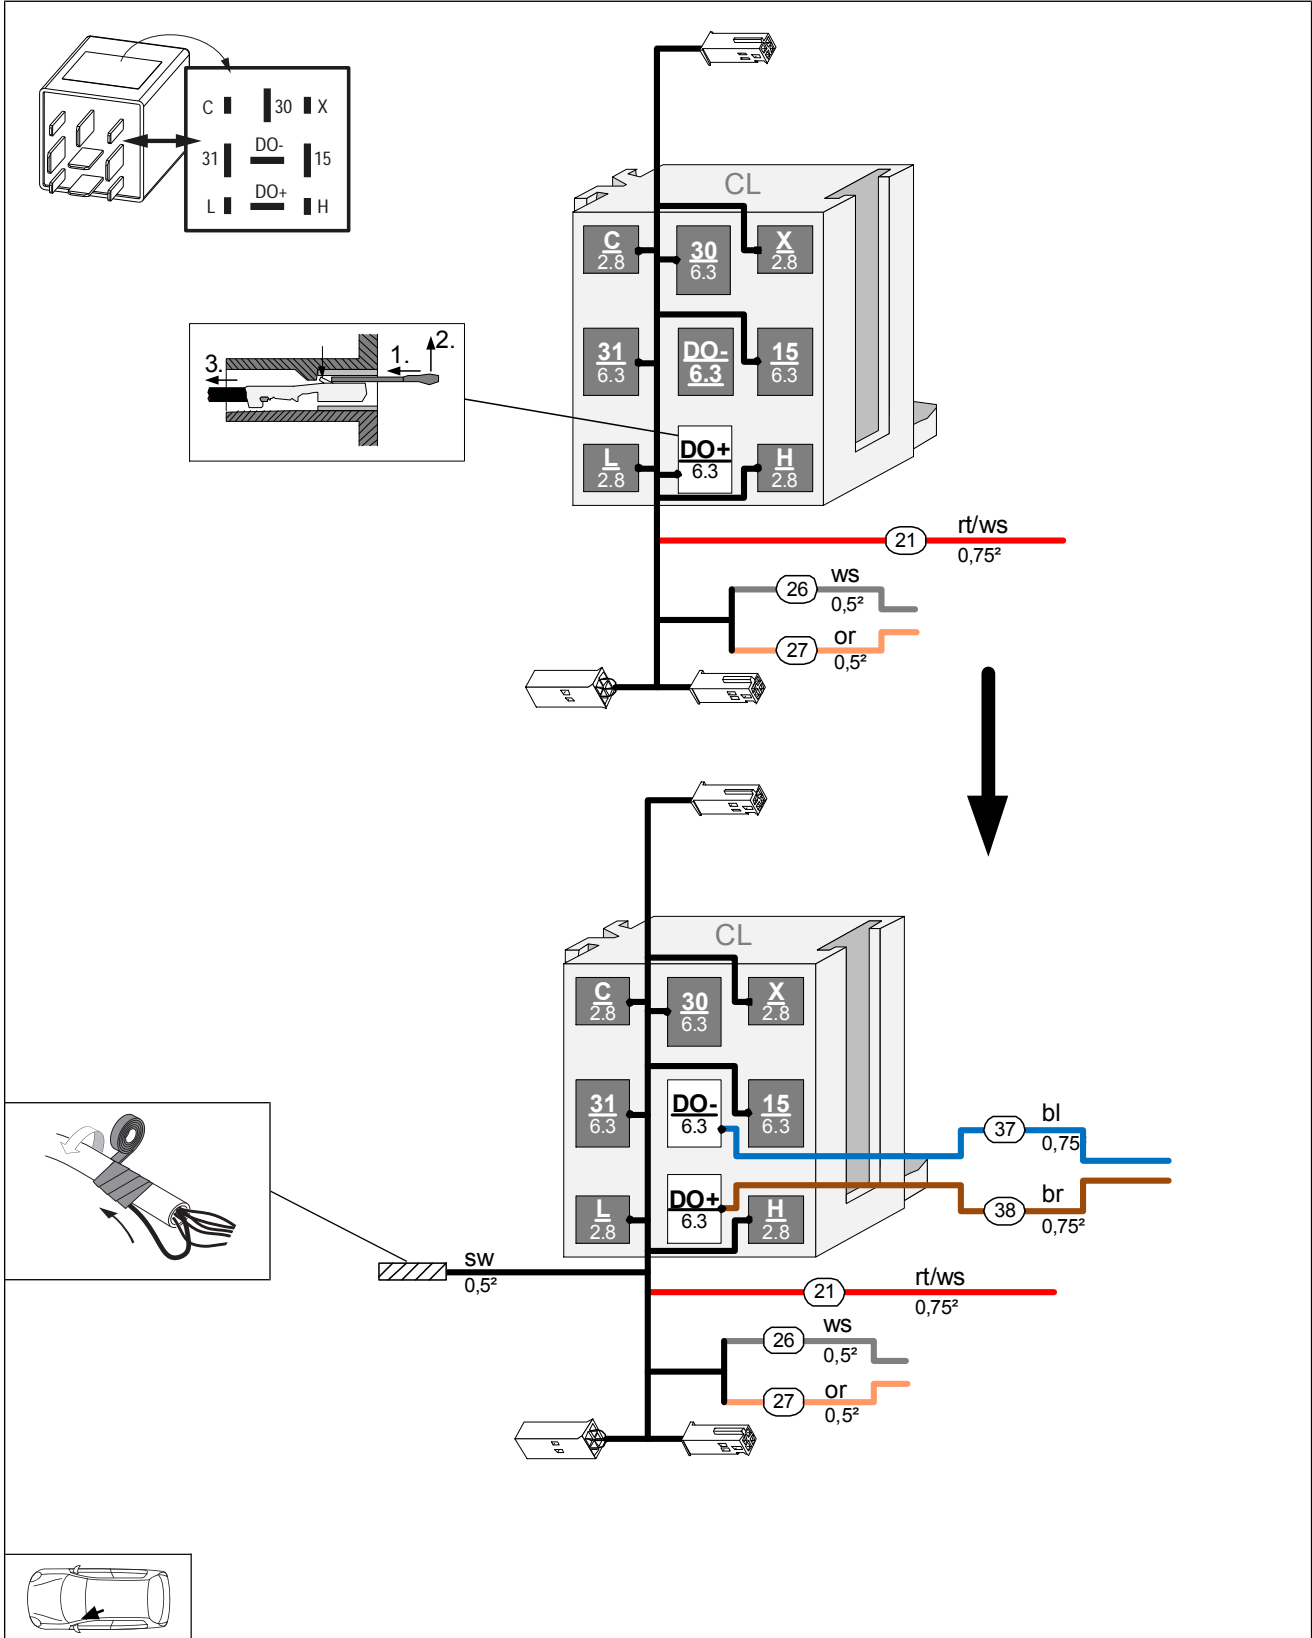 C 30 X
31 DO- 15
L DO+ H
CL
C 30 X
2.8 6.3 2.8
31 DO- 15
6.3 6.3 6.3
L DO+ H
2.8 6.3 2.8
1. 2.
3.
21 rt/ws
0,75²
26 ws
0,5²
27 or
0,5²
CL
C 30 X
2.8 6.3 2.8
31 DO- 15
6.3 6.3 6.3
L DO+ H
2.8 6.3 2.8
37 bl
0,75
38 br
0,75²
sw
0,5²
21 rt/ws
0,75²
26 ws
0,5²
27 or
0,5²